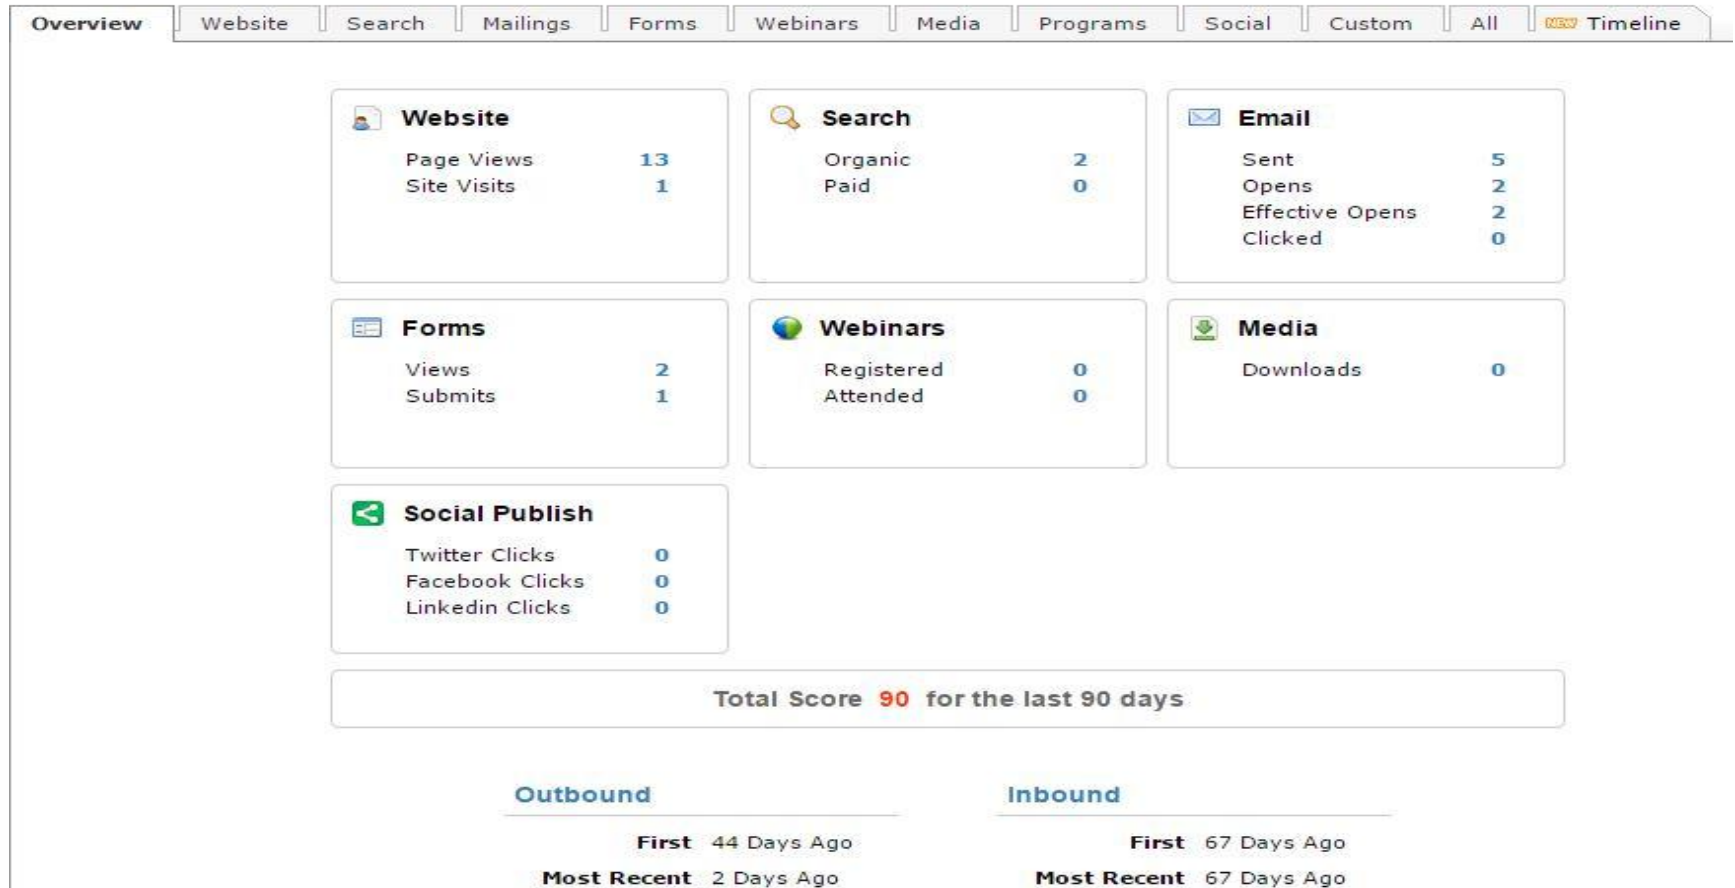 Overview Website Search Mailings Forms Webinars Media Programs Social Custom All NEW Timeline
Website
Page Views 13
Site Visits 1
Search
Organic 2
Paid 0
Email
Sent 5
Opens 2
Effective Opens 2
Clicked 0
Forms
Views 2
Submits 1
Webinars
Registered 0
Attended 0
Media
Downloads 0
Social Publish
Twitter Clicks 0
Facebook Clicks 0
Linkedin Clicks 0
Total Score 90 for the last 90 days
Outbound
First 44 Days Ago
Most Recent 2 Days Ago
Inbound
First 67 Days Ago
Most Recent 67 Days Ago